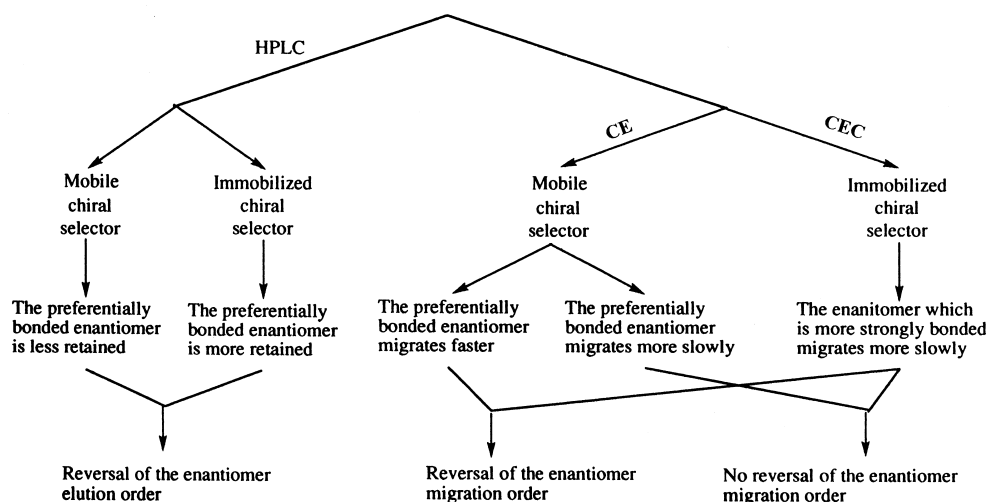 HPLC
CE
CEC
Mobile
chiral
selector
Immobilized
chiral
selector
Mobile
chiral
selector
Immobilized
chiral
selector
The preferentially
bonded enantiomer
is less retained
The preferentially
bonded enantiomer
is more retained
The preferentially
bonded enantiomer
migrates faster
The preferentially
bonded enantiomer
migrates more slowly
The enanitomer which
is more strongly bonded
migrates more slowly
Reversal of the enantiomer
elution order
Reversal of the enantiomer
migration order
No reversal of the enantiomer
migration order